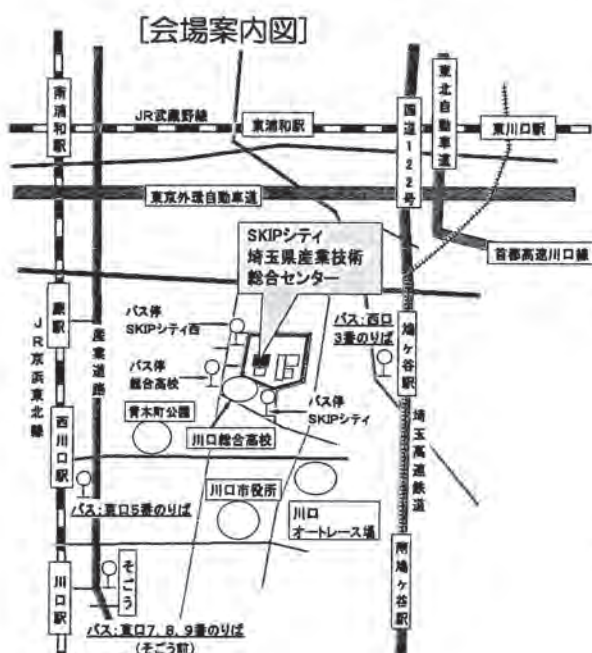 [会場案内図]
南浦和駅
JR武蔵野線
東浦和駅
国道122号
東北自動車道
東川口駅
東京外環自動車道
SKIPシティ
埼玉県産業技術
総合センター
首都高速川口線
蕨駅
JR京浜東北線
産業道路
バス停
SKIPシティ西
バス:西口
3番のりば
鳩ヶ谷駅
バス停
総合高校
バス停
SKIPシティ
青木町公園
川口総合高校
埼玉高速鉄道
西川口駅
バス:東口5番のりば
川口市役所
川口
オートレース場
川口駅
そごう
南鳩ヶ谷駅
バス:東口7, 8, 9番のりば
(そごう前)